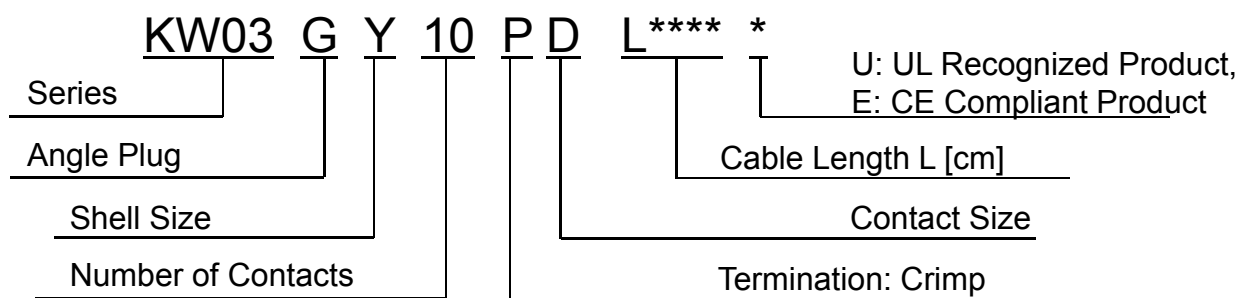 KW03 G Y 10 P D L**** *
U: UL Recognized Product,
Series
E: CE Compliant Product
Angle Plug
Cable Length L [cm]
Shell Size
Contact Size
Number of Contacts
Termination: Crimp